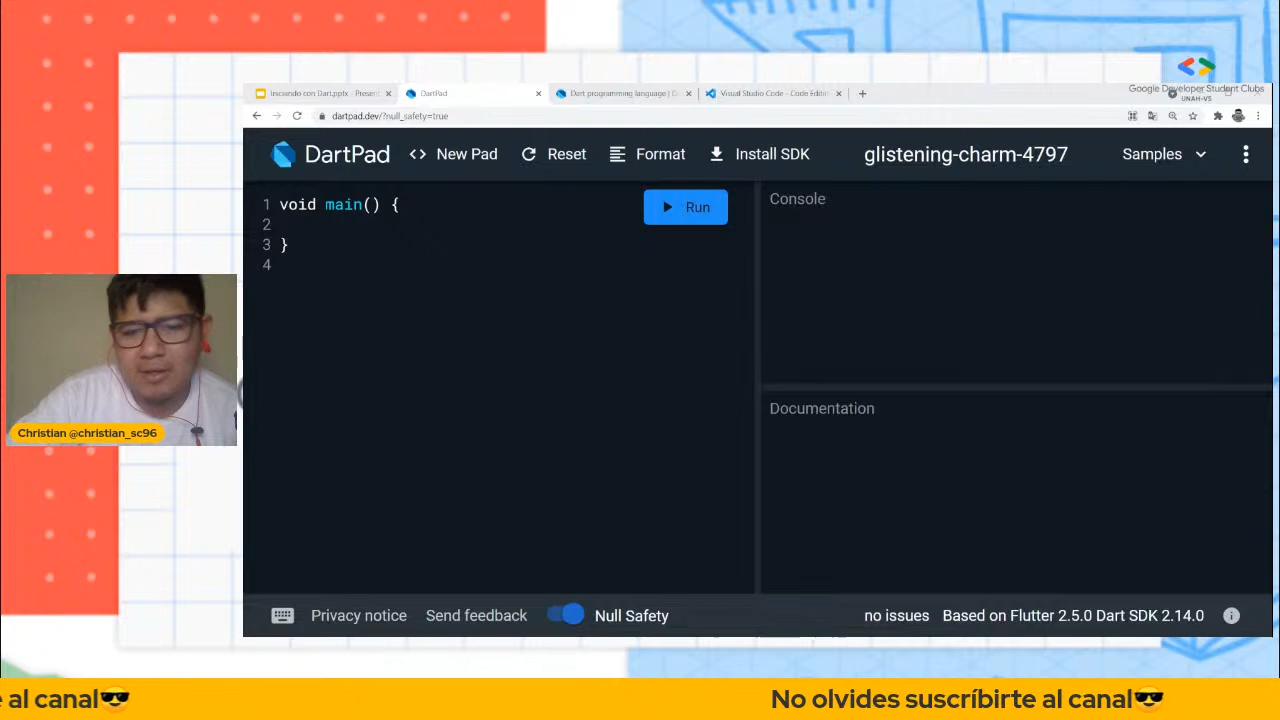 Google Developer Student Clubs
UNAH-VS
Iniciando con Dart.pptx - Present
DartPad
Dart programming language | D
Visual Studio Code - Code Editi
dartpad.dev/?null_safety=true
DartPad
<> New Pad
Reset
Format
Install SDK
glistening-charm-4797
Samples
1 void main() {
2
3 }
4
Run
Console
Documentation
Christian @christian_sc96
Privacy notice
Send feedback
Null Safety
no issues
Based on Flutter 2.5.0 Dart SDK 2.14.0
e al canal😎
No olvides suscríbirte al canal😎